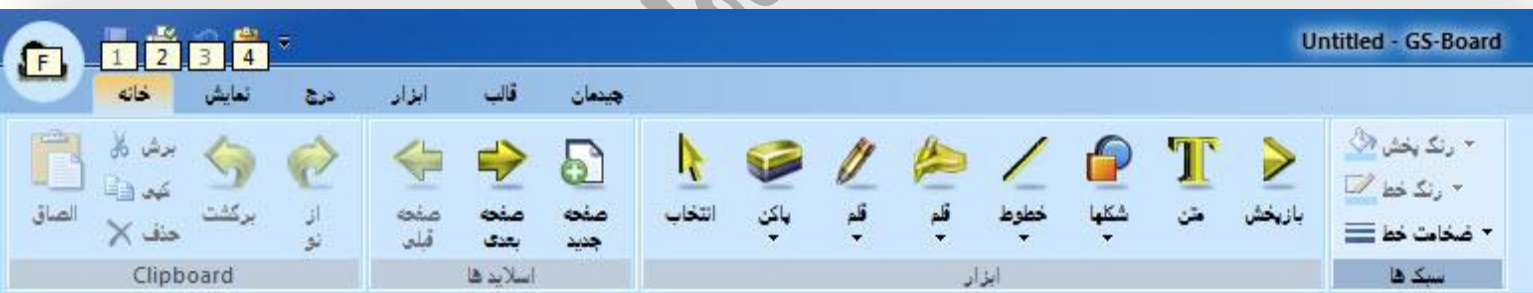 Untitled - GS-Board
F
1 2 3 4
خانه نمایش درج ابزار قالب چیدمان
الصاق
برش
کپی
حذف
برگشت
از
نو
صفحه
قبلی
صفحه
بعدی
صفحه
جدید
انتخاب
پاکن
قلم
قلم
خطوط
شکلها
متن
بازپخش
رنگ پخش
رنگ خط
ضخامت خط
Clipboard
اسلاید ها
ابزار
سبک ها